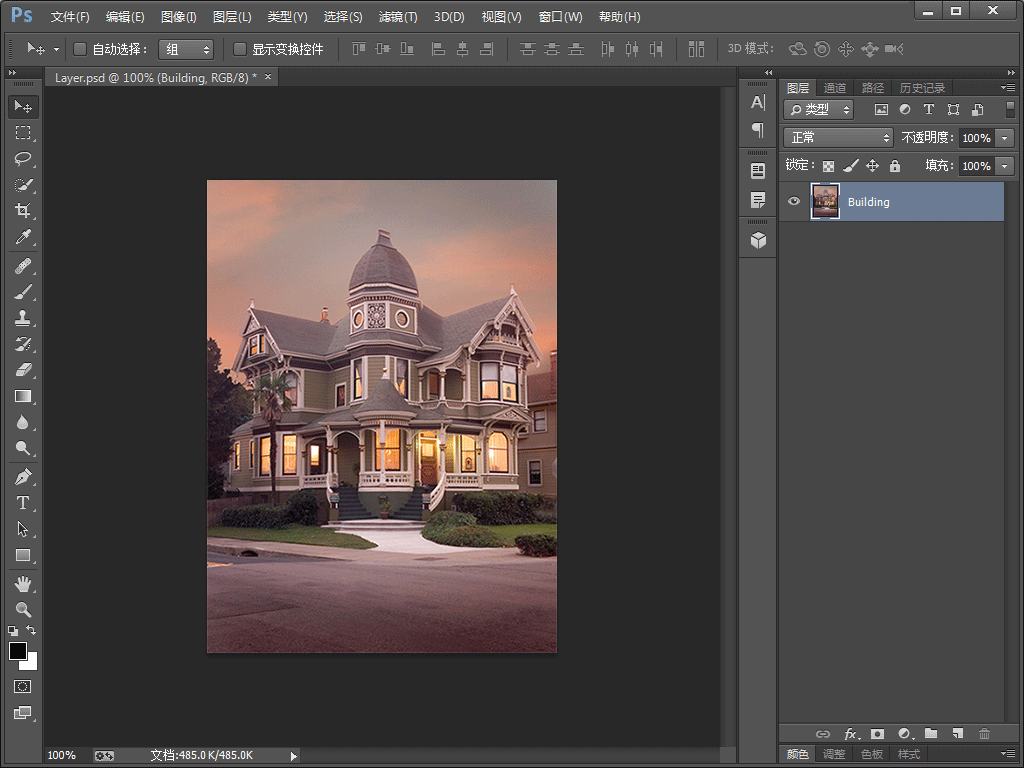 Ps 文件(F) 编辑(E) 图像(I) 图层(L) 类型(Y) 选择(S) 滤镜(T) 3D(D) 视图(V) 窗口(W) 帮助(H)
自动选择： 组 显示变换控件 3D 模式：
Layer.psd @ 100% (Building, RGB/8) * ×
图层 通道 路径 历史记录
类型
正常 不透明度： 100%
锁定： 填充： 100%
Building
100% 文档:485.0K/485.0K
颜色 调整 色板 样式